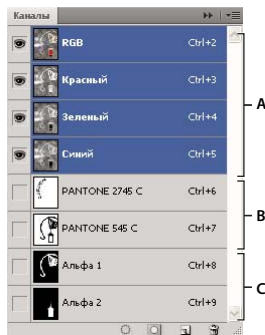 Каналы
RGB Ctrl+2
Красный Ctrl+3
Зеленый Ctrl+4
Синий Ctrl+5
A
PANTONE 2745 C Ctrl+6
PANTONE 545 C Ctrl+7
B
Альфа 1 Ctrl+8
Альфа 2 Ctrl+9
C